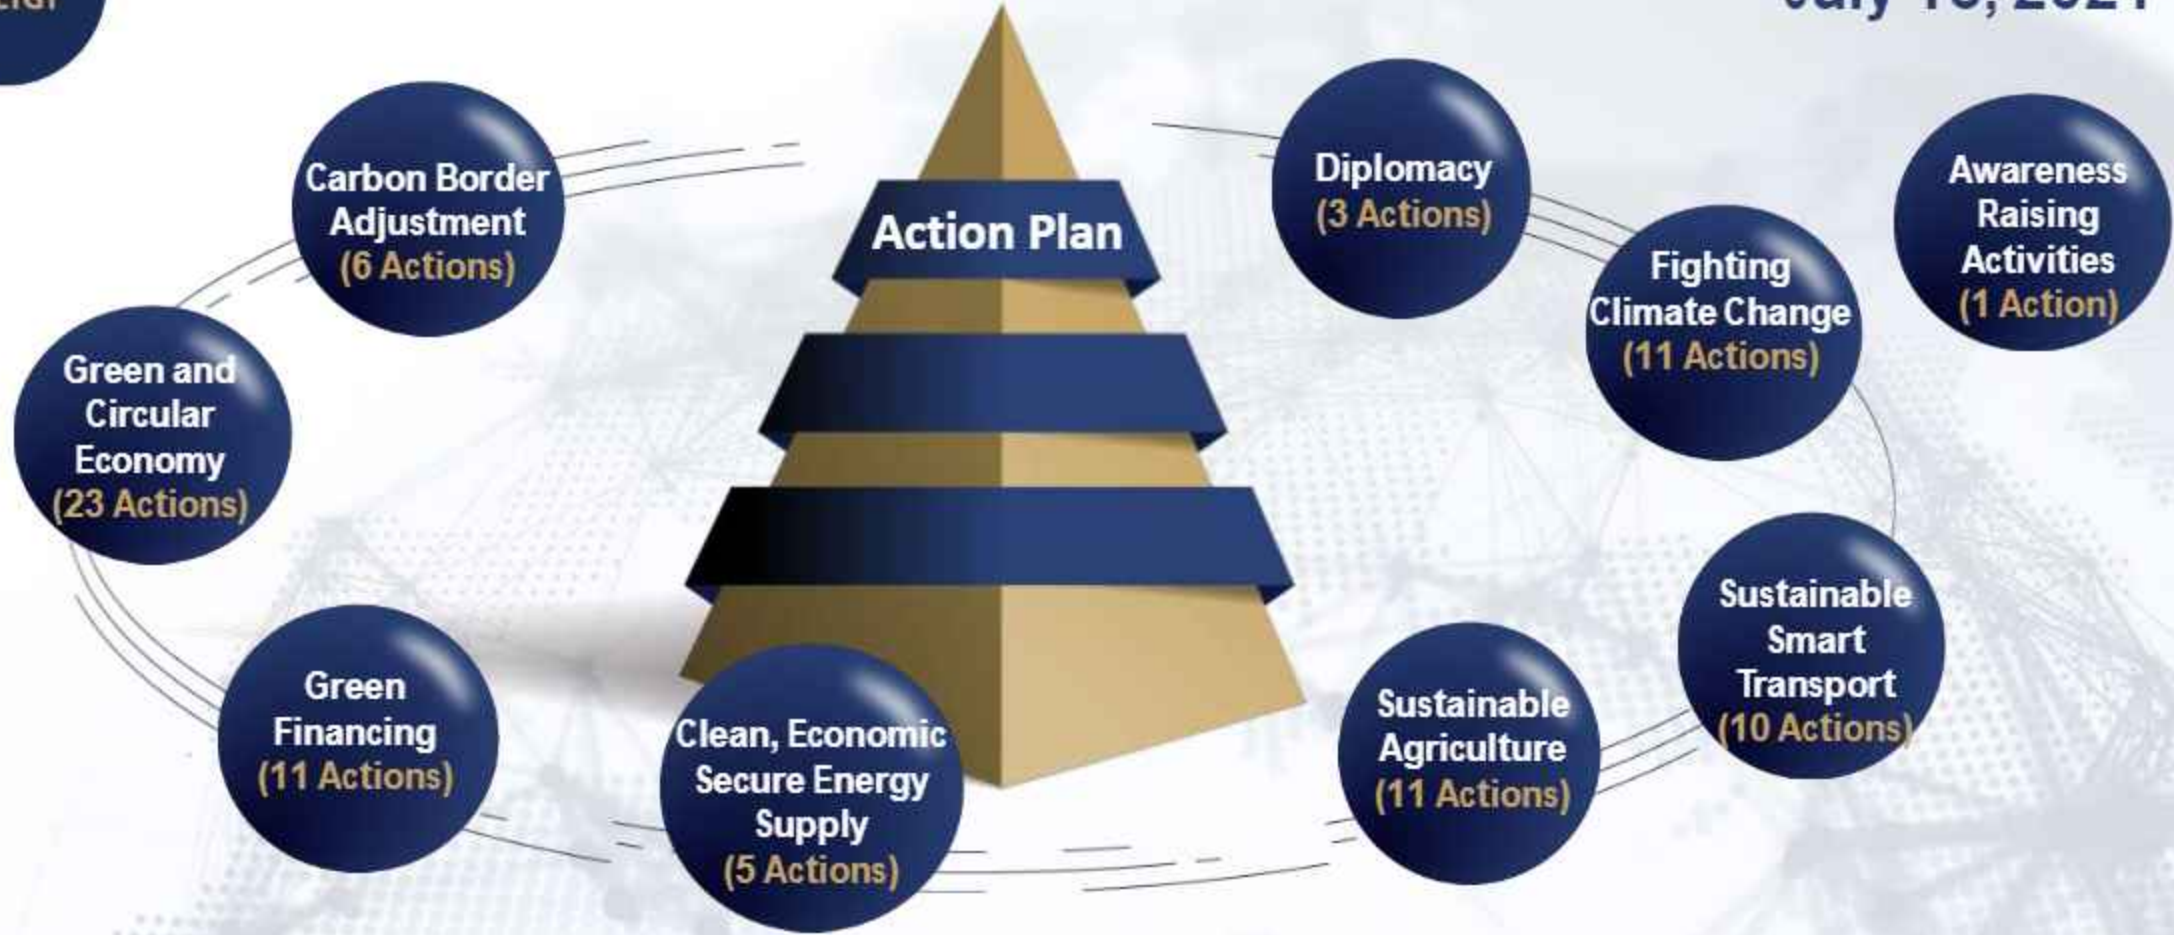 Carbon Border
Adjustment
(6 Actions)
Action Plan
Diplomacy
(3 Actions)
Fighting
Climate Change
(11 Actions)
Awareness
Raising
Activities
(1 Action)
Green and
Circular
Economy
(23 Actions)
Green
Financing
(11 Actions)
Clean, Economic
Secure Energy
Supply
(5 Actions)
Sustainable
Agriculture
(11 Actions)
Sustainable
Smart
Transport
(10 Actions)